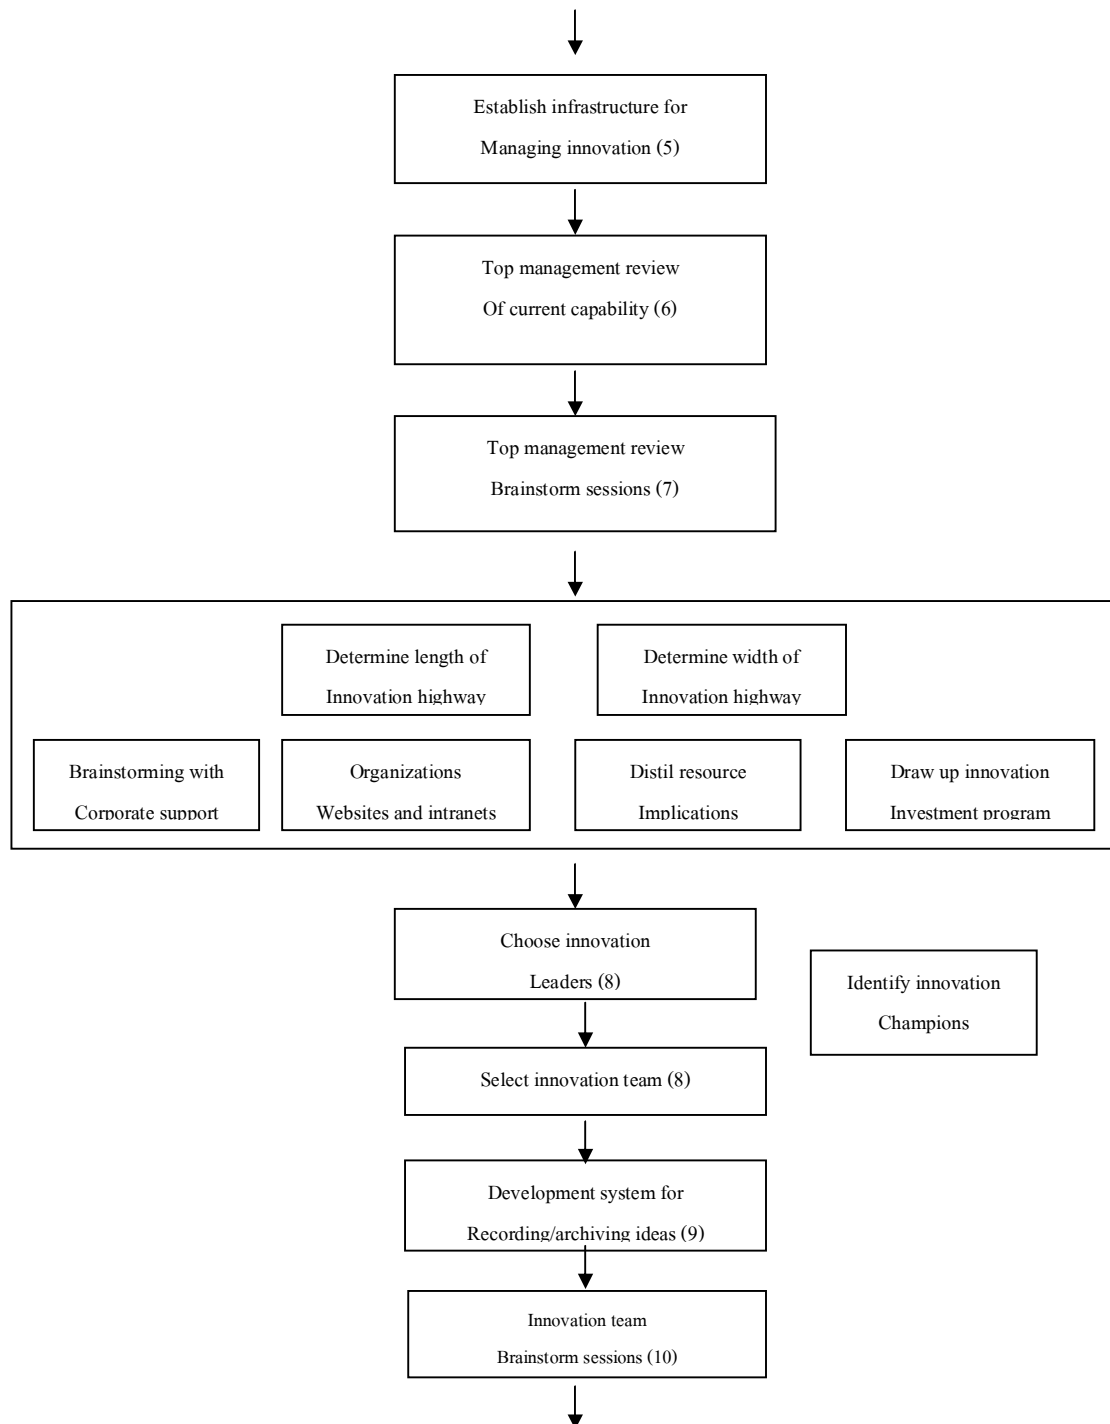 Establish infrastructure for
Managing innovation (5)
Top management review
Of current capability (6)
Top management review
Brainstorm sessions (7)
Determine length of
Innovation highway
Determine width of
Innovation highway
Brainstorming with
Corporate support
Organizations
Websites and intranets
Distil resource
Implications
Draw up innovation
Investment program
Choose innovation
Leaders (8)
Identify innovation
Champions
Select innovation team (8)
Development system for
Recording/archiving ideas (9)
Innovation team
Brainstorm sessions (10)